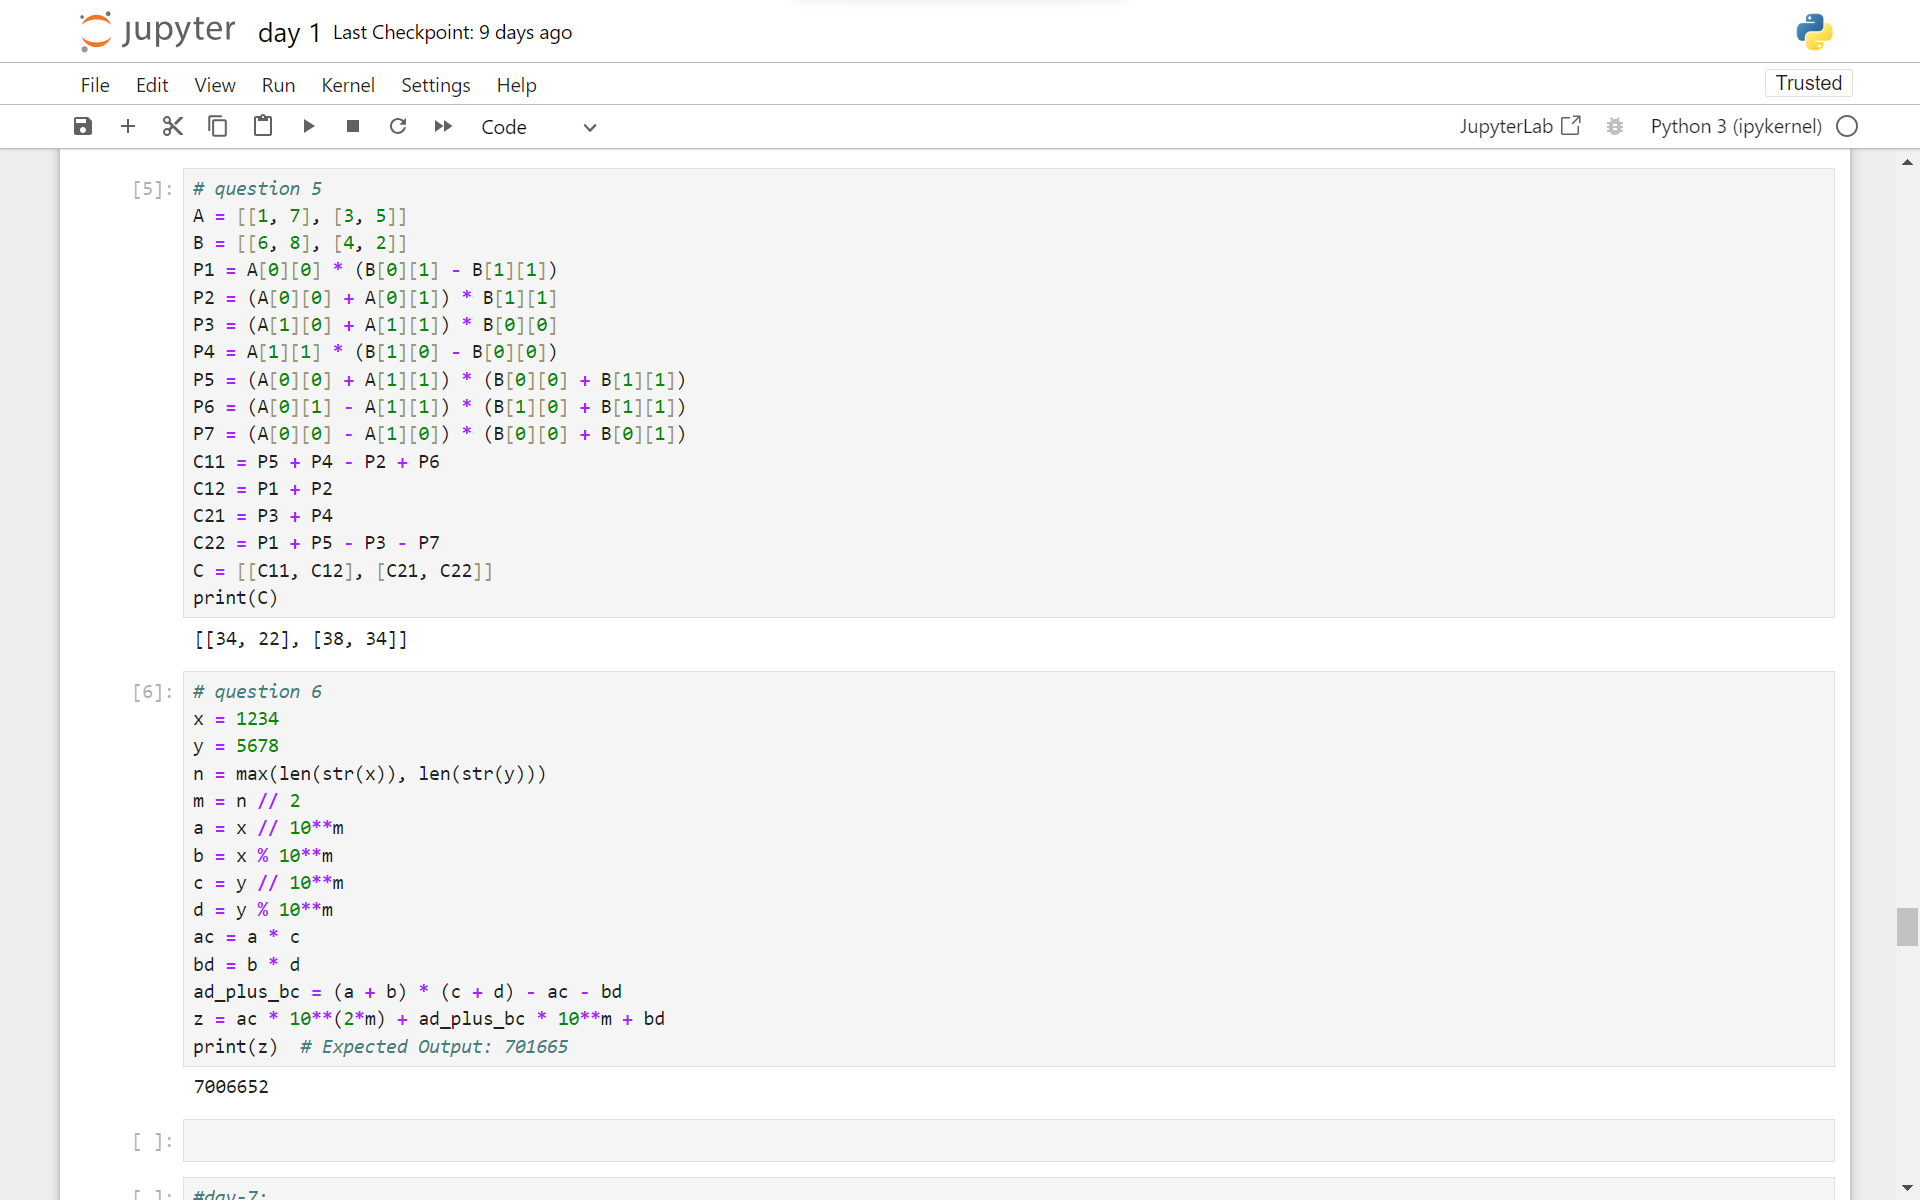 jupyter day 1 Last Checkpoint: 9 days ago
File Edit View Run Kernel Settings Help Trusted
Code JupyterLab Python 3 (ipykernel)
[5]: # question 5
A = [[1, 7], [3, 5]]
B = [[6, 8], [4, 2]]
P1 = A[0][0] * (B[0][1] - B[1][1])
P2 = (A[0][0] + A[0][1]) * B[1][1]
P3 = (A[1][0] + A[1][1]) * B[0][0]
P4 = A[1][1] * (B[1][0] - B[0][0])
P5 = (A[0][0] + A[1][1]) * (B[0][0] + B[1][1])
P6 = (A[0][1] - A[1][1]) * (B[1][0] + B[1][1])
P7 = (A[0][0] - A[1][0]) * (B[0][0] + B[0][1])
C11 = P5 + P4 - P2 + P6
C12 = P1 + P2
C21 = P3 + P4
C22 = P1 + P5 - P3 - P7
C = [[C11, C12], [C21, C22]]
print(C)
[[34, 22], [38, 34]]
[6]: # question 6
x = 1234
y = 5678
n = max(len(str(x)), len(str(y)))
m = n // 2
a = x // 10**m
b = x % 10**m
c = y // 10**m
d = y % 10**m
ac = a * c
bd = b * d
ad_plus_bc = (a + b) * (c + d) - ac - bd
z = ac * 10**(2*m) + ad_plus_bc * 10**m + bd
print(z)  # Expected Output: 701665
7006652
[ ]:
[ ]: #day-7: